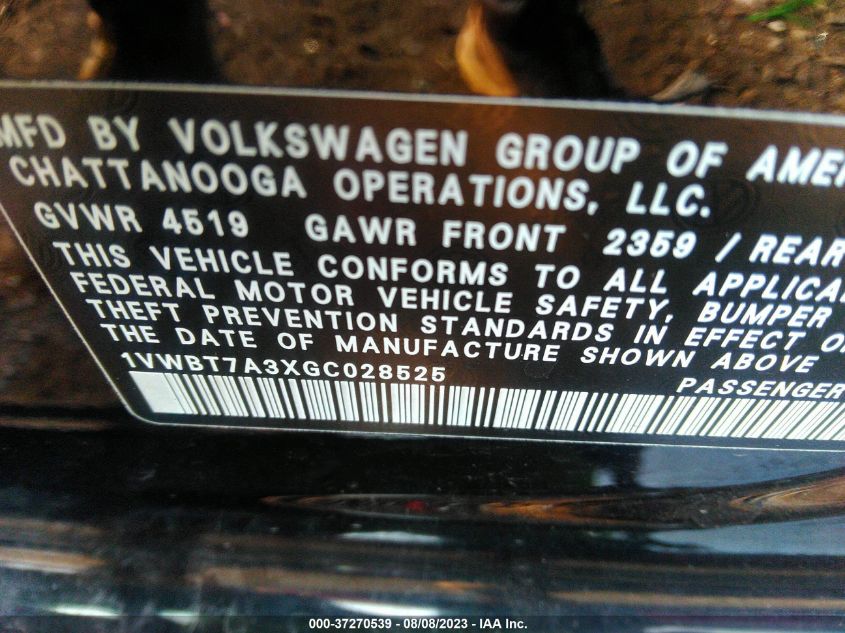 MFD BY VOLKSWAGEN GROUP OF AMER
CHATTANOOGA OPERATIONS, LLC.
GVWR 4519 GAWR FRONT 2359 / REAR
THIS VEHICLE CONFORMS TO ALL APPLICA
FEDERAL MOTOR VEHICLE SAFETY, BUMPER
THEFT PREVENTION STANDARDS IN EFFECT O
THE DATE OF MANUFACTURE SHOWN ABOVE
1VWBT7A3XGC028525 PASSENGER
000-37270539 - 08/08/2023 - IAA Inc.